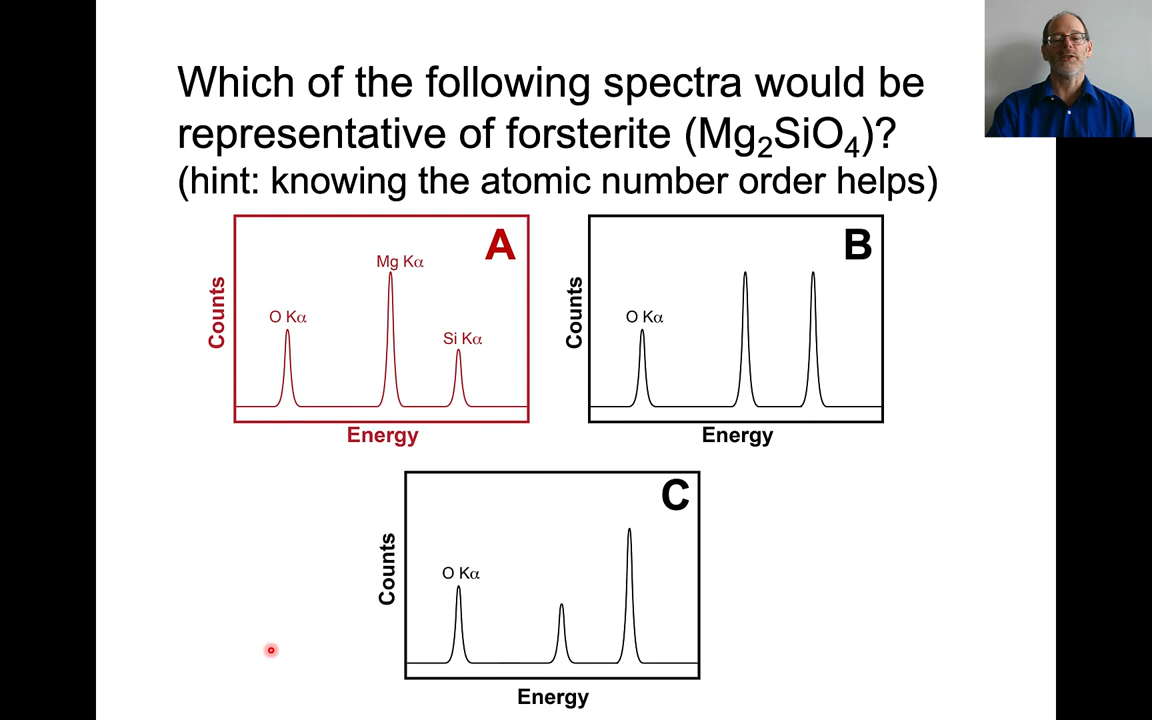 Which of the following spectra would be
representative of forsterite (Mg₂SiO₄)?
(hint: knowing the atomic number order helps)
A
Mg Kα
O Kα
Si Kα
Counts
Energy
B
O Kα
Counts
Energy
C
O Kα
Counts
Energy